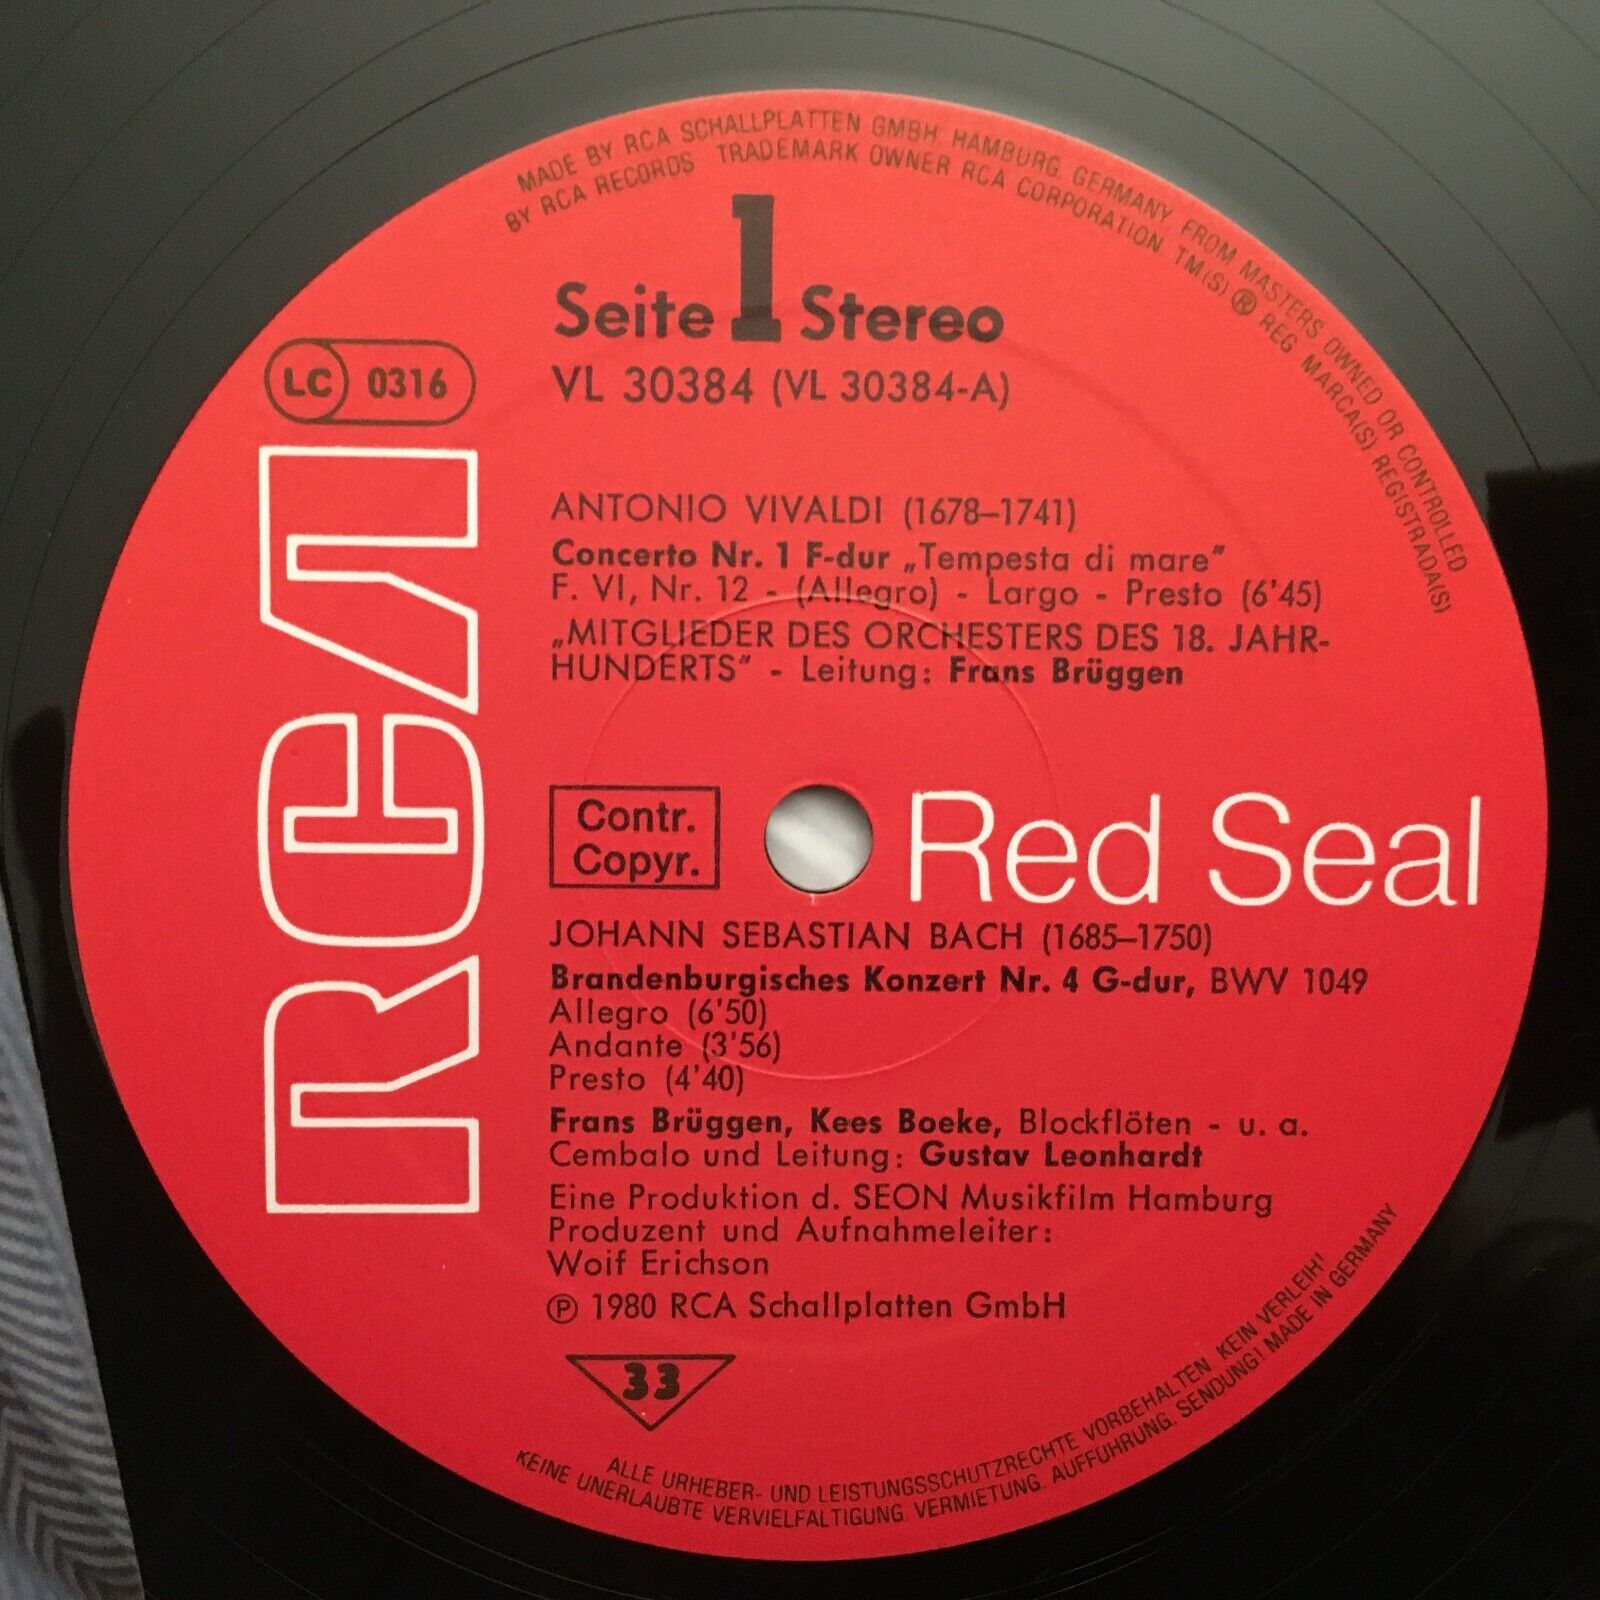 MADE BY RCA SCHALLPLATTEN GMBH. HAMBURG, GERMANY, FROM MASTERS OWNED OR CONTROLLED
BY RCA RECORDS TRADEMARK OWNER RCA CORPORATION TM(S) ® REG MARCA(S) REGISTRADA(S)
Seite 1 Stereo
LC 0316
VL 30384 (VL 30384-A)
RCA
ANTONIO VIVALDI (1678–1741)
Concerto Nr. 1 F-dur „Tempesta di mare”
F. VI, Nr. 12 - (Allegro) - Largo - Presto (6'45)
„MITGLIEDER DES ORCHESTERS DES 18. JAHR-
HUNDERTS” - Leitung: Frans Brüggen
Contr.
Copyr.
Red Seal
JOHANN SEBASTIAN BACH (1685–1750)
Brandenburgisches Konzert Nr. 4 G-dur, BWV 1049
Allegro (6'50)
Andante (3'56)
Presto (4'40)
Frans Brüggen, Kees Boeke, Blockflöten - u. a.
Cembalo und Leitung: Gustav Leonhardt
Eine Produktion d. SEON Musikfilm Hamburg
Produzent und Aufnahmeleiter:
Wolf Erichson
℗ 1980 RCA Schallplatten GmbH
33
ALLE URHEBER- UND LEISTUNGSSCHUTZRECHTE VORBEHALTEN. KEIN VERLEIH!
KEINE UNERLAUBTE VERVIELFALTIGUNG. VERMIETUNG. AUFFUHRUNG. SENDUNG! MADE IN GERMANY